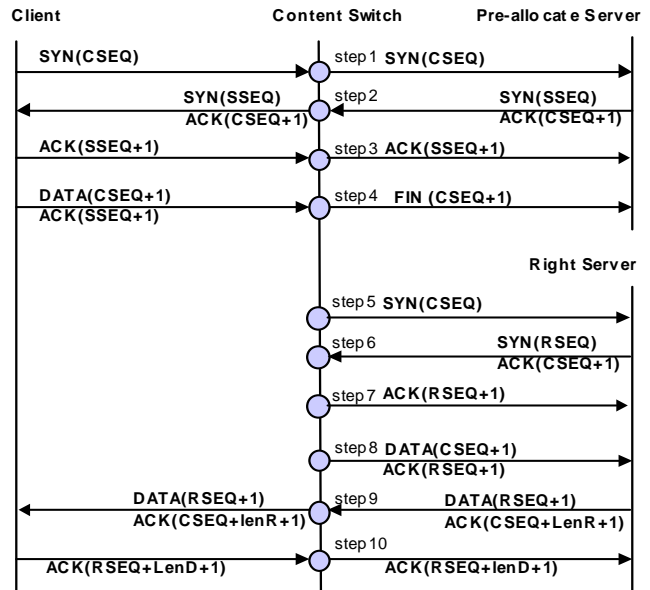 Client Content Switch Pre-allocate Server
SYN(CSEQ) step1 SYN(CSEQ)
SYN(SSEQ) step2 SYN(SSEQ)
ACK(CSEQ+1) ACK(CSEQ+1)
ACK(SSEQ+1) step3 ACK(SSEQ+1)
DATA(CSEQ+1) step4 FIN (CSEQ+1)
ACK(SSEQ+1)
Right Server
step5 SYN(CSEQ)
step6 SYN(RSEQ)
ACK(CSEQ+1)
step7 ACK(RSEQ+1)
step8 DATA(CSEQ+1)
ACK(RSEQ+1)
DATA(RSEQ+1) step9 DATA(RSEQ+1)
ACK(CSEQ+lenR+1) ACK(CSEQ+LenR+1)
step10
ACK(RSEQ+LenD+1) ACK(RSEQ+lenD+1)